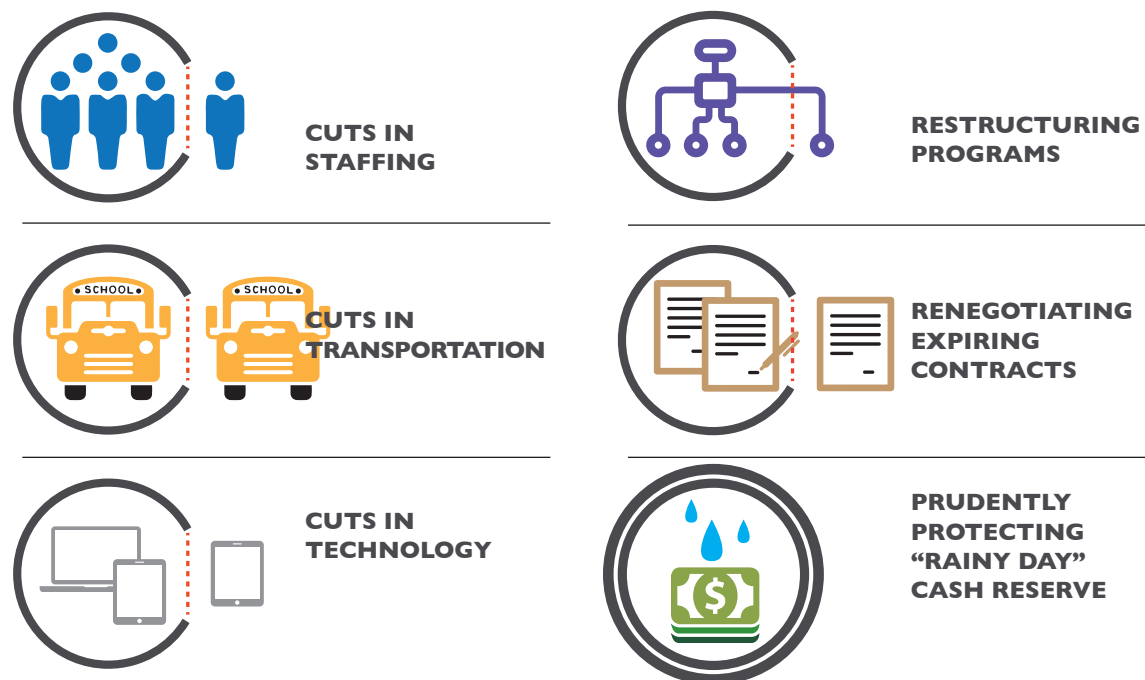 CUTS IN
STAFFING
RESTRUCTURING
PROGRAMS
SCHOOL
SCHOOL
CUTS IN
TRANSPORTATION
RENEGOTIATING
EXPIRING
CONTRACTS
CUTS IN
TECHNOLOGY
PRUDENTLY
PROTECTING
“RAINY DAY”
CASH RESERVE
$